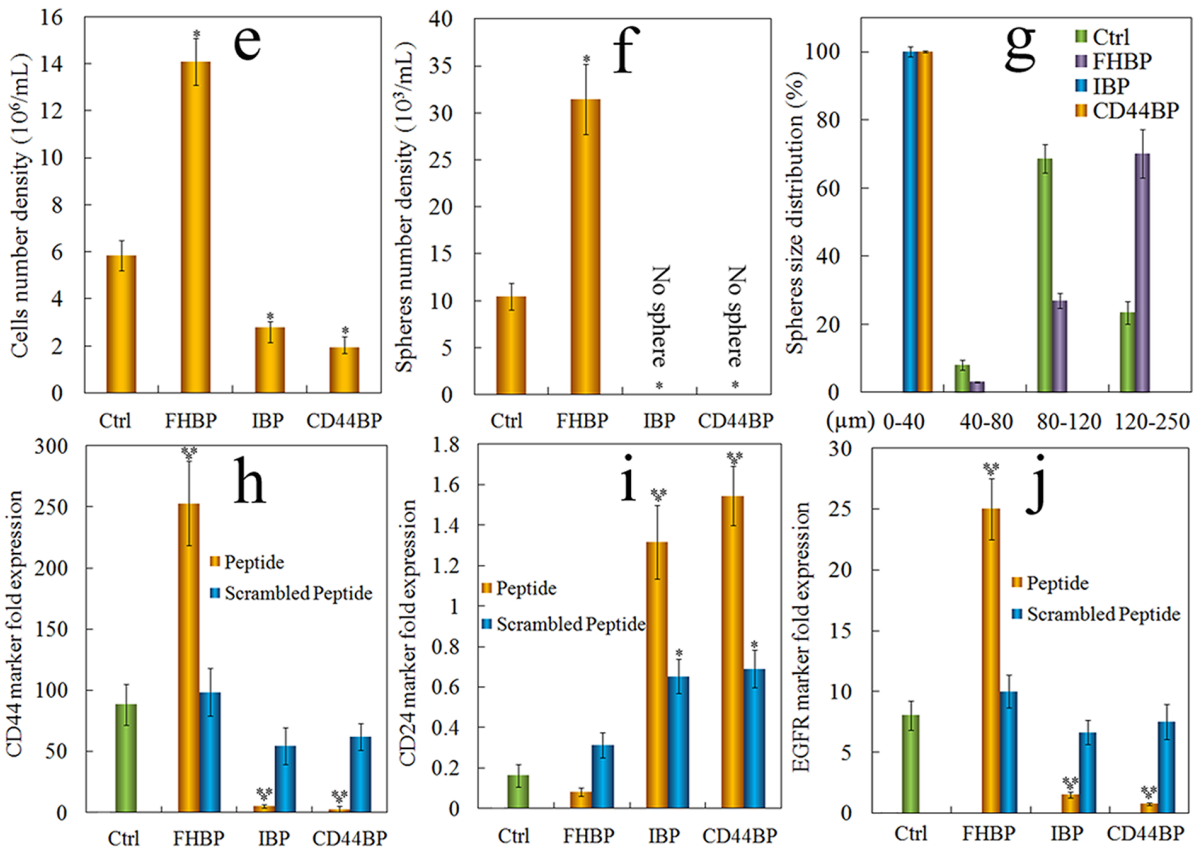 e
Cells number density (10⁶/mL)
16
14
12
10
8
6
4
2
0
*
*
*
Ctrl FHBP IBP CD44BP
f
Spheres number density (10³/mL)
40
35
30
25
20
15
10
5
0
*
No sphere *
No sphere *
Ctrl FHBP IBP CD44BP
g
Spheres size distribution (%)
100
80
60
40
20
0
Ctrl
FHBP
IBP
CD44BP
(µm) 0-40 40-80 80-120 120-250
h
CD44 marker fold expression
300
250
200
150
100
50
0
***
Peptide
Scrambled Peptide
***
***
Ctrl FHBP IBP CD44BP
i
CD24 marker fold expression
1.8
1.6
1.4
1.2
1
0.8
0.6
0.4
0.2
0
***
***
Peptide
Scrambled Peptide
*
*
Ctrl FHBP IBP CD44BP
j
EGFR marker fold expression
30
25
20
15
10
5
0
***
Peptide
Scrambled Peptide
***
***
Ctrl FHBP IBP CD44BP